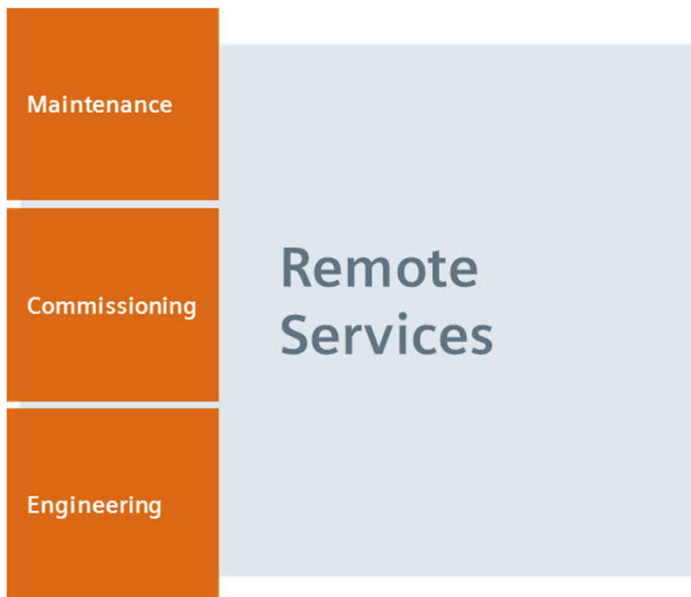 Maintenance
Commissioning
Engineering
Remote
Services